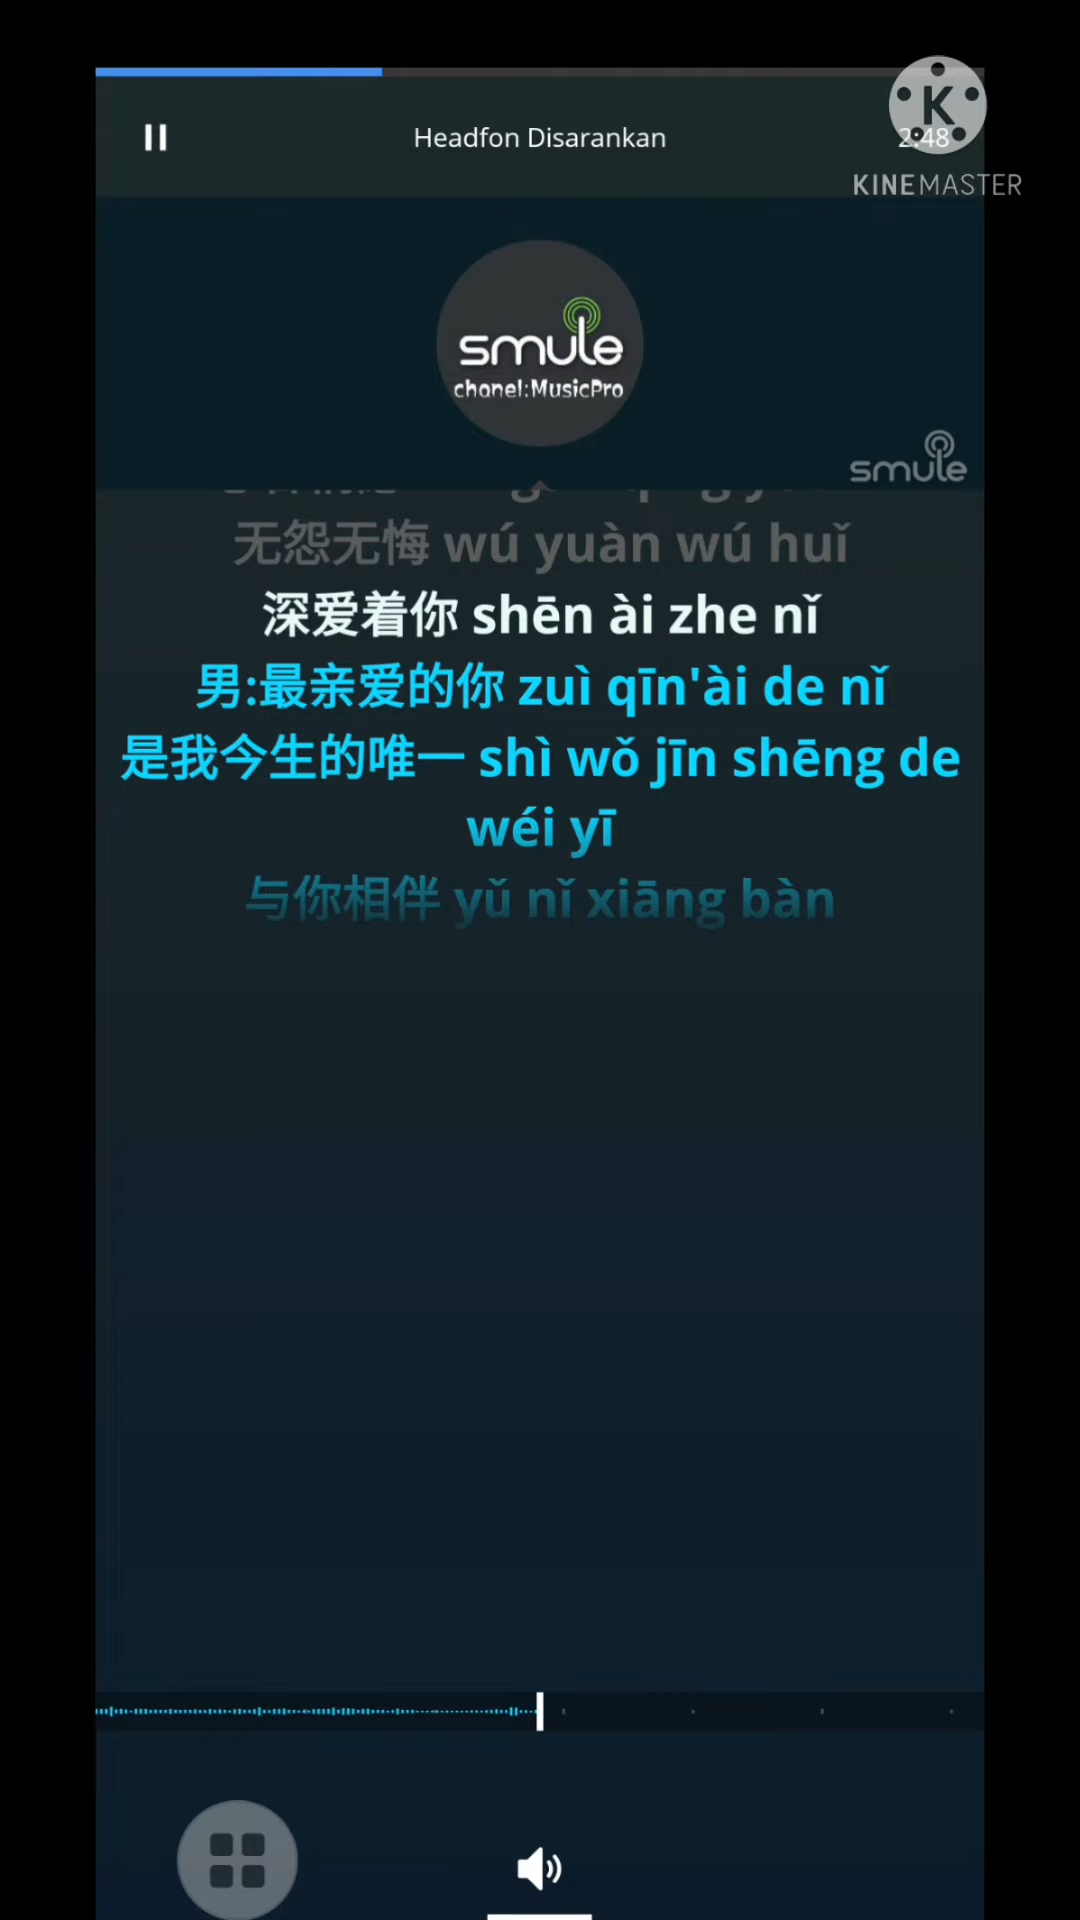 Headfon Disarankan
2:48
K
KINEMASTER
smule
chanel:MusicPro
smule
无怨无悔 wú yuàn wú huǐ
深爱着你 shēn ài zhe nǐ
男:最亲爱的你 zuì qīn'ài de nǐ
是我今生的唯一 shì wǒ jīn shēng de
wéi yī
与你相伴 yǔ nǐ xiāng bàn